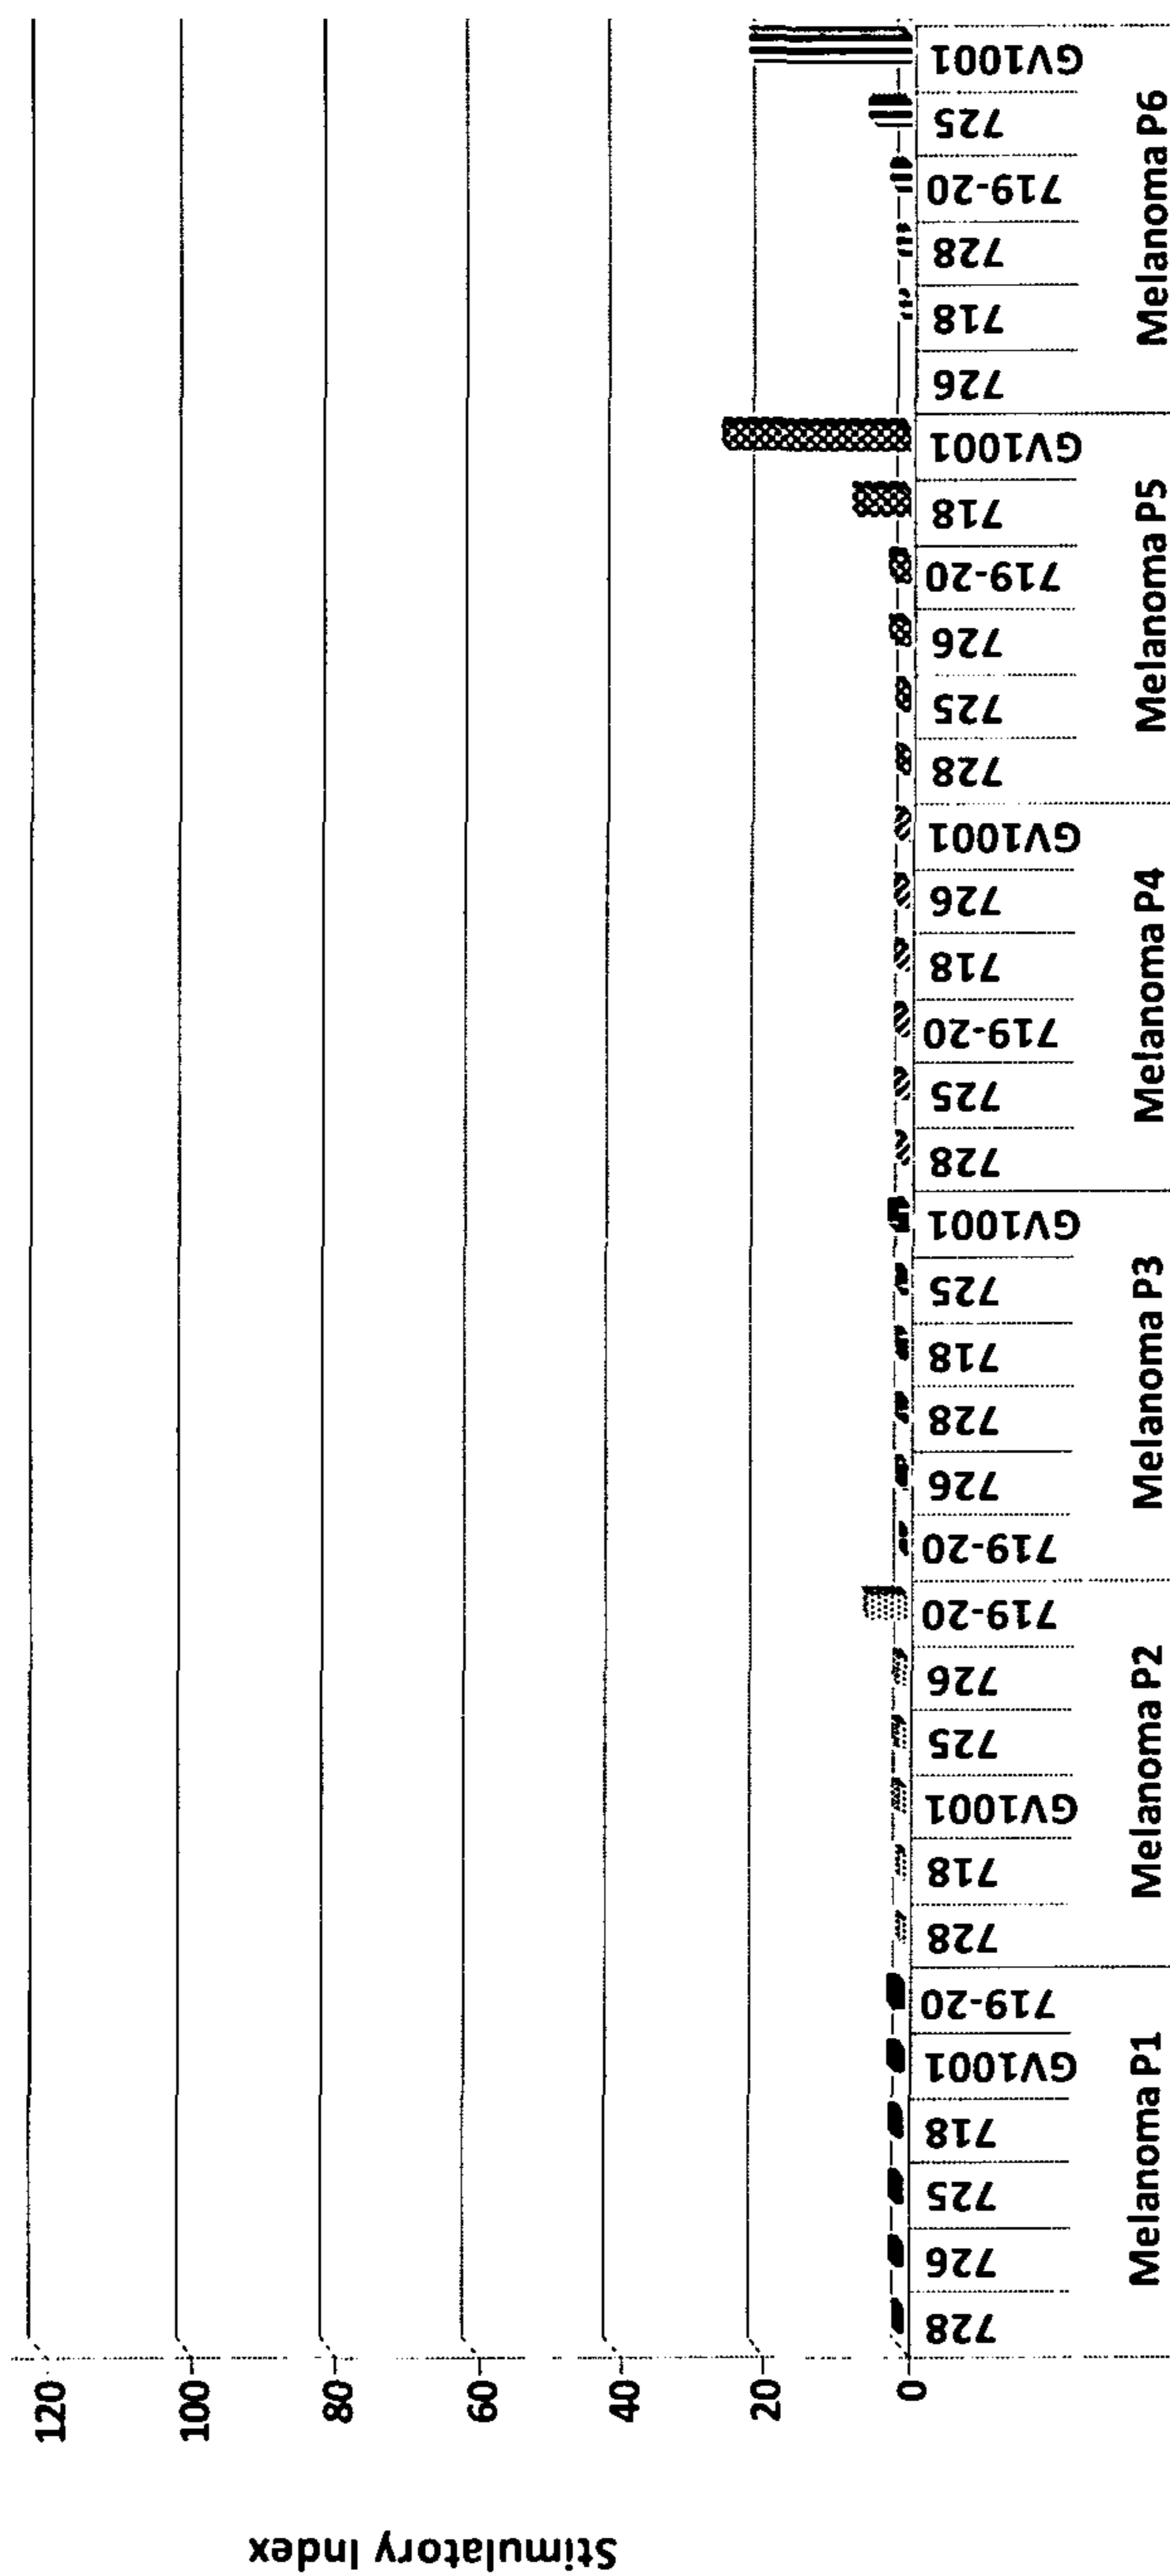 Stimulatory Index
120
100
80
60
40
20
0
728
726
725
718
GV1001
719-20
728
718
GV1001
725
726
719-20
719-20
726
728
718
725
GV1001
728
725
719-20
718
726
GV1001
728
725
726
719-20
718
GV1001
726
718
728
719-20
725
GV1001
Melanoma P1
Melanoma P2
Melanoma P3
Melanoma P4
Melanoma P5
Melanoma P6